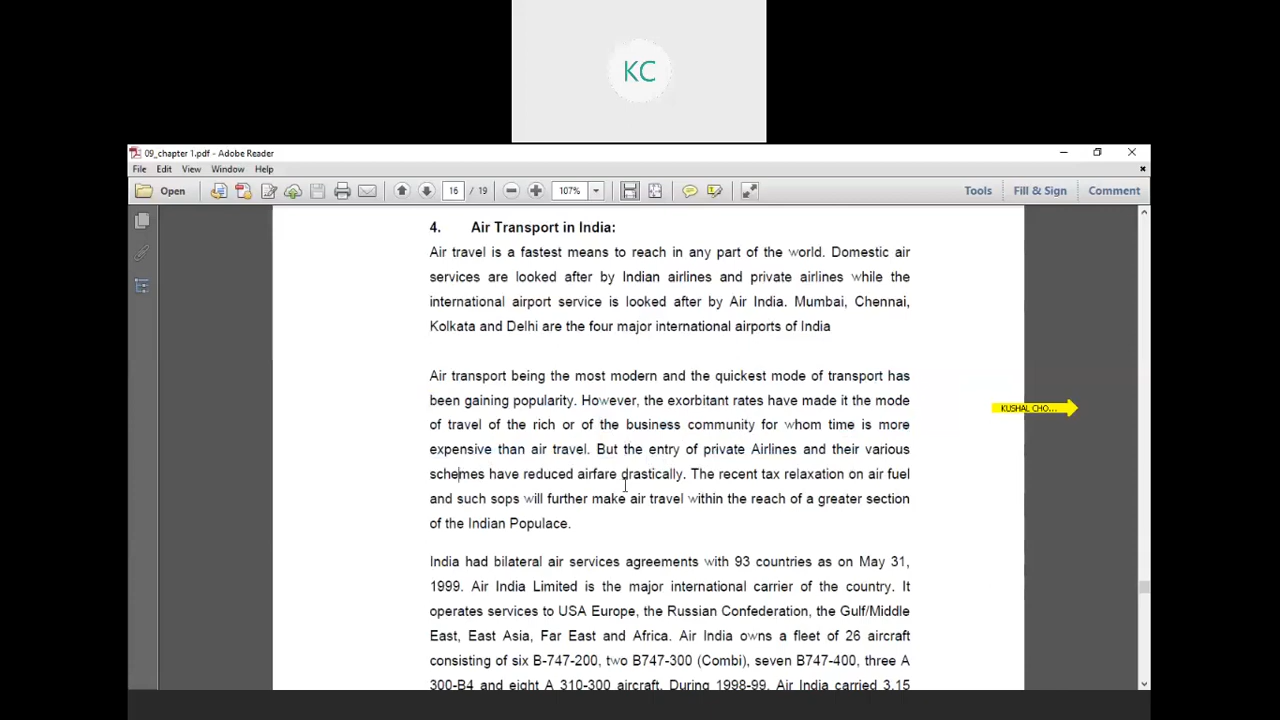 KC
09_chapter 1.pdf - Adobe Reader
File Edit View Window Help
Open 16 / 19 107% Tools Fill & Sign Comment
4. Air Transport in India:
Air travel is a fastest means to reach in any part of the world. Domestic air
services are looked after by Indian airlines and private airlines while the
international airport service is looked after by Air India. Mumbai, Chennai,
Kolkata and Delhi are the four major international airports of India
Air transport being the most modern and the quickest mode of transport has
been gaining popularity. However, the exorbitant rates have made it the mode
KUSHAL CHO...
of travel of the rich or of the business community for whom time is more
expensive than air travel. But the entry of private Airlines and their various
schemes have reduced airfare drastically. The recent tax relaxation on air fuel
and such sops will further make air travel within the reach of a greater section
of the Indian Populace.
India had bilateral air services agreements with 93 countries as on May 31,
1999. Air India Limited is the major international carrier of the country. It
operates services to USA Europe, the Russian Confederation, the Gulf/Middle
East, East Asia, Far East and Africa. Air India owns a fleet of 26 aircraft
consisting of six B-747-200, two B747-300 (Combi), seven B747-400, three A
300-B4 and eight A 310-300 aircraft. During 1998-99, Air India carried 3.15